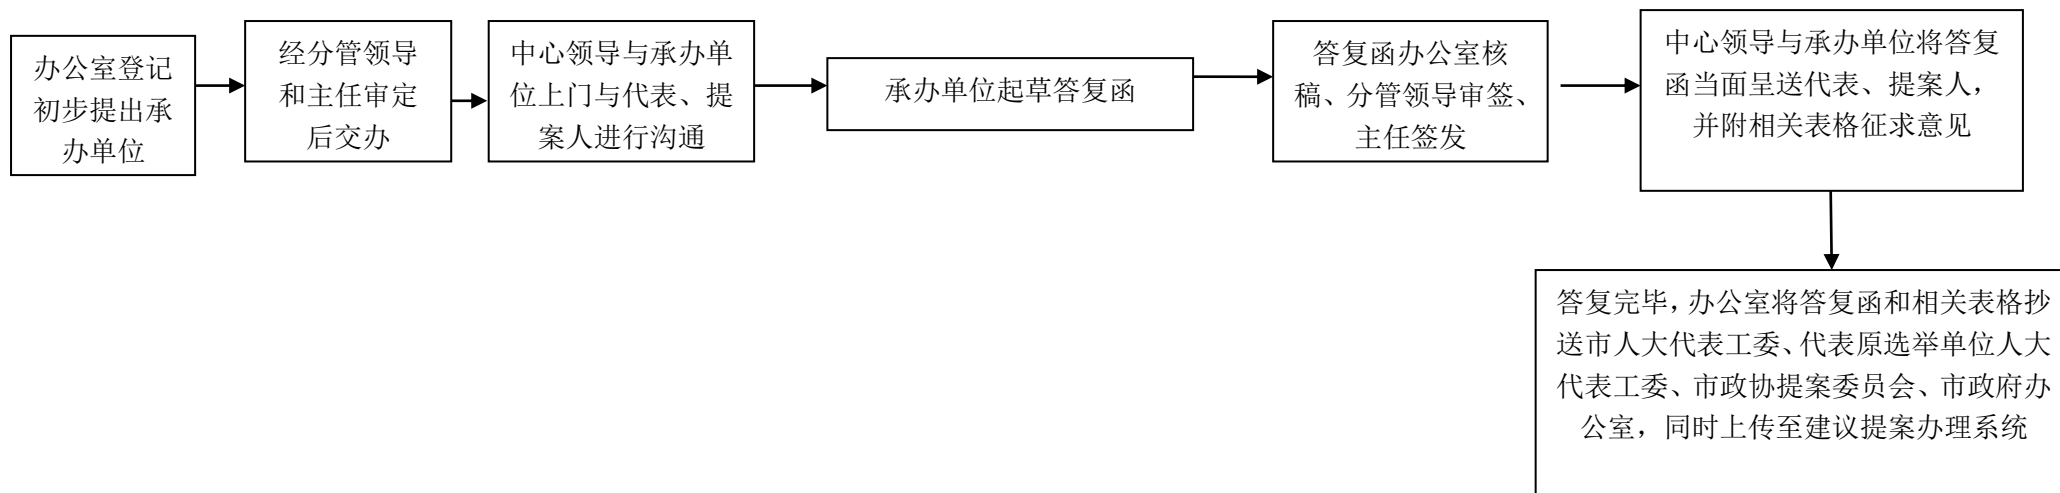 办公室登记
初步提出承
办单位
经分管领导
和主任审定
后交办
中心领导与承办单
位上门与代表、提
案人进行沟通
承办单位起草答复函
答复函办公室核
稿、分管领导审签、
主任签发
中心领导与承办单位将答复
函当面呈送代表、提案人，
并附相关表格征求意见
答复完毕，办公室将答复函和相关表格抄
送市人大代表工委、代表原选举单位人大
代表工委、市政协提案委员会、市政府办
公室，同时上传至建议提案办理系统